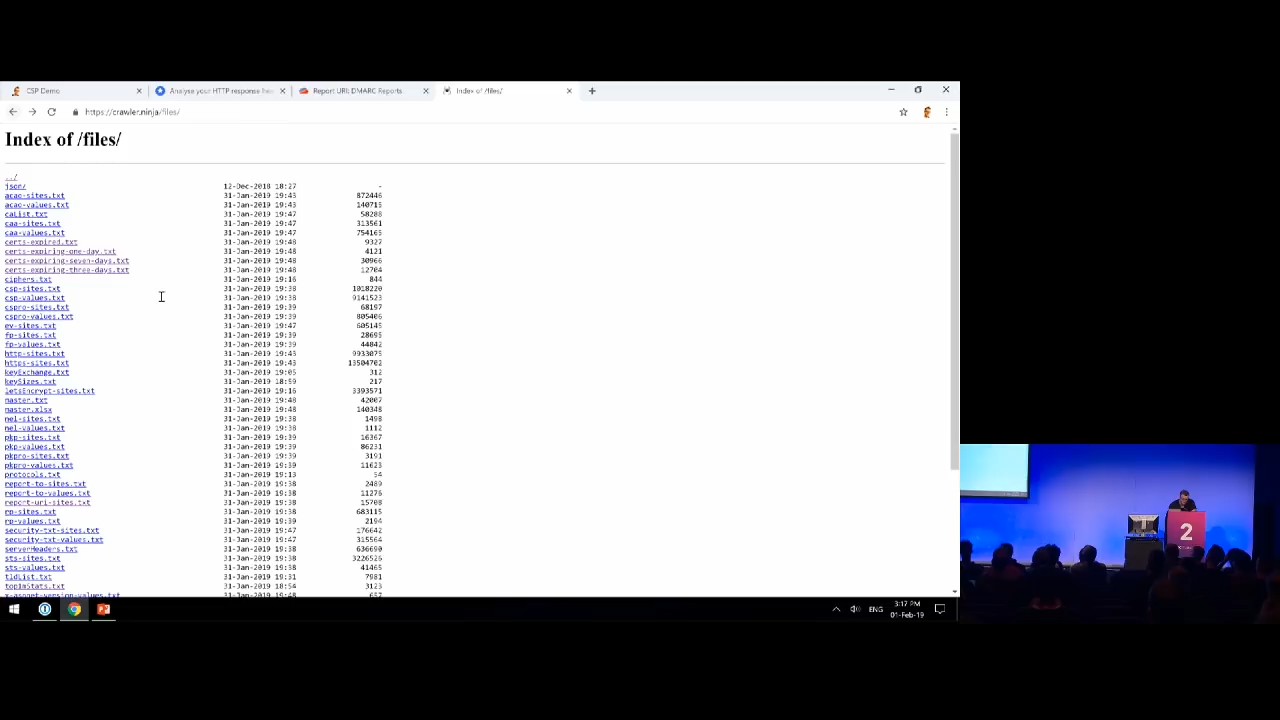 CSP Demo
Analyse your HTTP response hea
Report URI: DMARC Reports
Index of /files/
https://crawler.ninja/files/
Index of /files/
../
json/ 12-Dec-2018 18:27 -
acao-sites.txt 31-Jan-2019 19:43 872446
acao-values.txt 31-Jan-2019 19:43 140715
caList.txt 31-Jan-2019 19:47 58288
caa-sites.txt 31-Jan-2019 19:47 313561
caa-values.txt 31-Jan-2019 19:47 754165
certs-expired.txt 31-Jan-2019 19:48 9327
certs-expiring-one-day.txt 31-Jan-2019 19:48 4121
certs-expiring-seven-days.txt 31-Jan-2019 19:48 30966
certs-expiring-three-days.txt 31-Jan-2019 19:48 12704
ciphers.txt 31-Jan-2019 19:16 844
csp-sites.txt 31-Jan-2019 19:38 1018220
csp-values.txt 31-Jan-2019 19:38 9141523
cspro-sites.txt 31-Jan-2019 19:39 68197
cspro-values.txt 31-Jan-2019 19:39 805406
ev-sites.txt 31-Jan-2019 19:47 605145
fp-sites.txt 31-Jan-2019 19:39 28695
fp-values.txt 31-Jan-2019 19:39 44842
http-sites.txt 31-Jan-2019 19:43 9933075
https-sites.txt 31-Jan-2019 19:43 13504702
keyExchange.txt 31-Jan-2019 19:05 312
keySizes.txt 31-Jan-2019 18:59 217
letsEncrypt-sites.txt 31-Jan-2019 19:16 3393571
master.txt 31-Jan-2019 19:48 42007
master.xlsx 31-Jan-2019 19:48 140348
nel-sites.txt 31-Jan-2019 19:38 1498
nel-values.txt 31-Jan-2019 19:38 1112
pkp-sites.txt 31-Jan-2019 19:39 16367
pkp-values.txt 31-Jan-2019 19:39 86231
pkpro-sites.txt 31-Jan-2019 19:39 3191
pkpro-values.txt 31-Jan-2019 19:39 11623
protocols.txt 31-Jan-2019 19:13 54
report-to-sites.txt 31-Jan-2019 19:38 2489
report-to-values.txt 31-Jan-2019 19:38 11276
report-uri-sites.txt 31-Jan-2019 19:38 15708
rp-sites.txt 31-Jan-2019 19:38 683115
rp-values.txt 31-Jan-2019 19:39 2194
security-txt-sites.txt 31-Jan-2019 19:47 176642
security-txt-values.txt 31-Jan-2019 19:47 315564
serverHeaders.txt 31-Jan-2019 19:38 636690
sts-sites.txt 31-Jan-2019 19:38 3226526
sts-values.txt 31-Jan-2019 19:38 41465
tldList.txt 31-Jan-2019 19:31 7981
top1mStats.txt 31-Jan-2019 18:54 3123
x-aspnet-version-values.txt 31-Jan-2019 19:48 652
ENG
3:17 PM
01-Feb-19
2